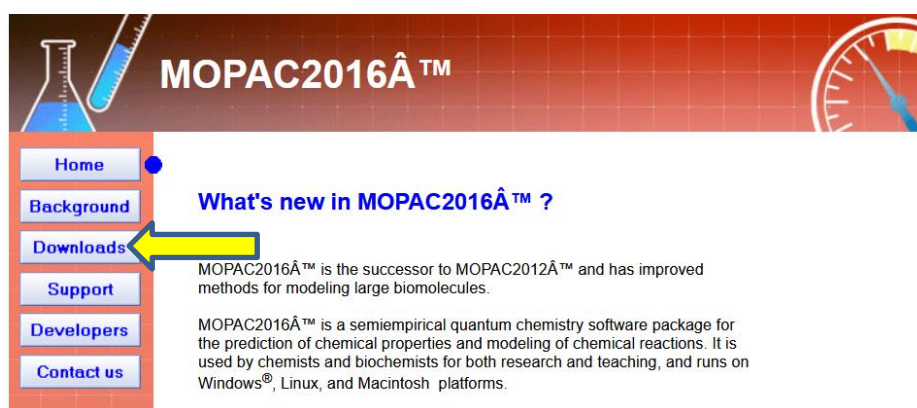 MOPAC2016Â™
Home
Background
Downloads
Support
Developers
Contact us
What's new in MOPAC2016Â™ ?
MOPAC2016Â™ is the successor to MOPAC2012Â™ and has improved
methods for modeling large biomolecules.
MOPAC2016Â™ is a semiempirical quantum chemistry software package for
the prediction of chemical properties and modeling of chemical reactions. It is
used by chemists and biochemists for both research and teaching, and runs on
Windows®, Linux, and Macintosh platforms.